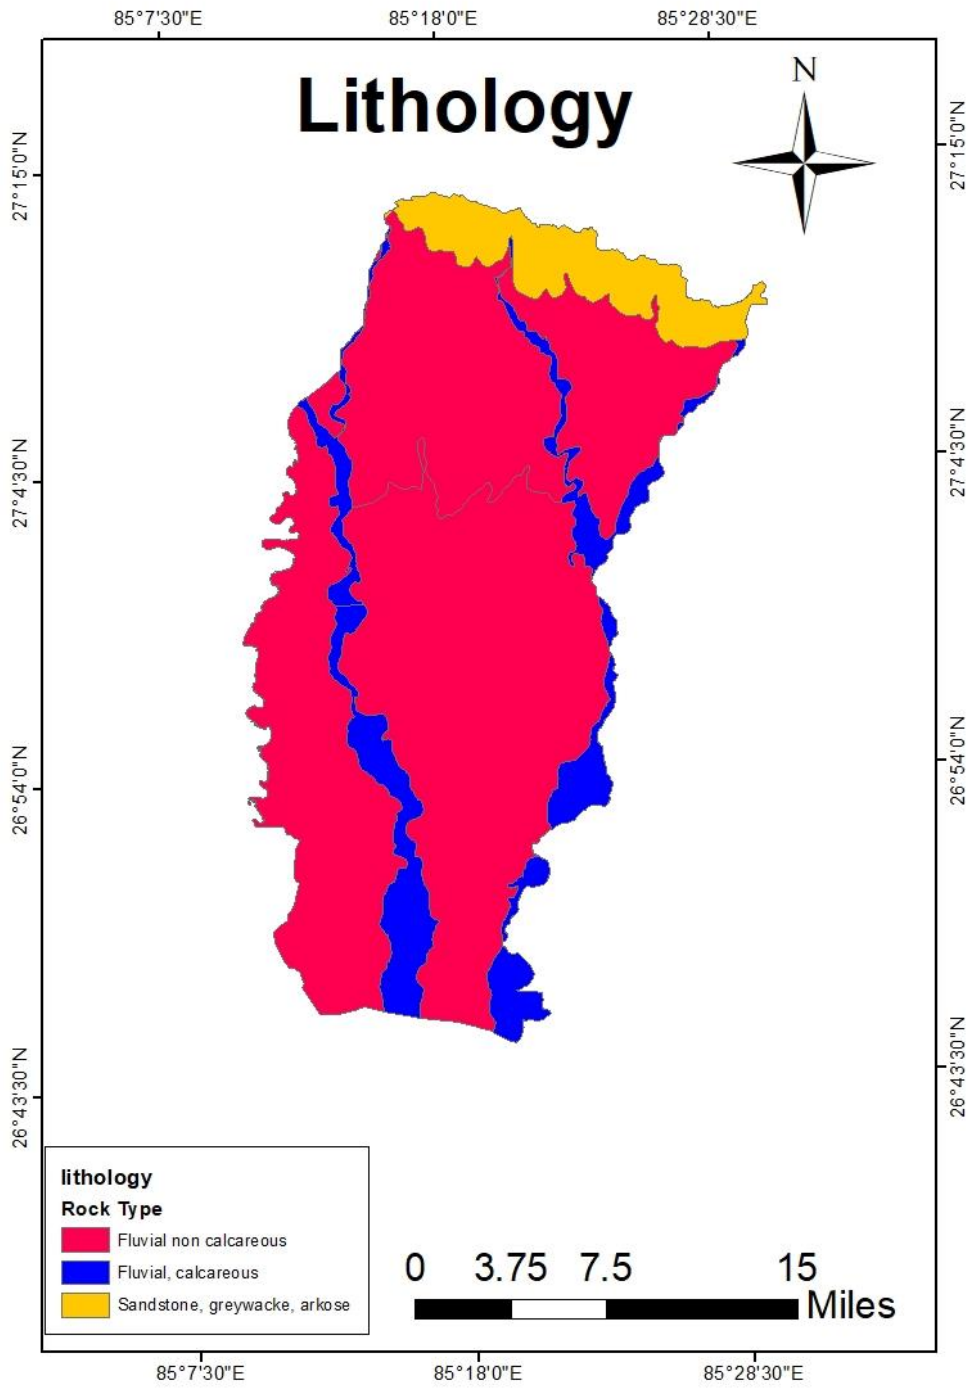 85°7'30"E 85°18'0"E 85°28'30"E
Lithology
N
27°15'0"N
27°15'0"N
27°4'30"N
27°4'30"N
26°54'0"N
26°54'0"N
26°43'30"N
26°43'30"N
lithology
Rock Type
Fluvial non calcareous
Fluvial, calcareous
Sandstone, greywacke, arkose
0 3.75 7.5 15
Miles
85°7'30"E 85°18'0"E 85°28'30"E